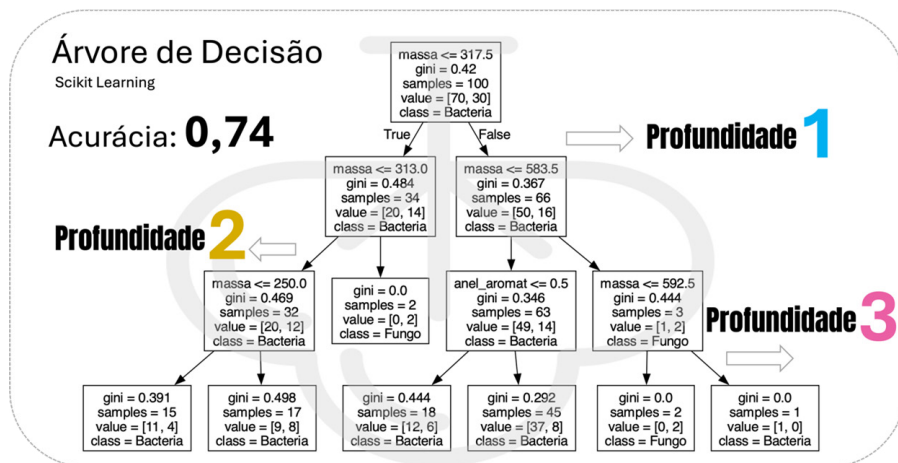 Árvore de Decisão
Scikit Learning
Acurácia: 0,74
massa <= 317.5
gini = 0.42
samples = 100
value = [70, 30]
class = Bacteria
True
False
Profundidade 1
massa <= 313.0
gini = 0.484
samples = 34
value = [20, 14]
class = Bacteria
massa <= 583.5
gini = 0.367
samples = 66
value = [50, 16]
class = Bacteria
Profundidade 2
massa <= 250.0
gini = 0.469
samples = 32
value = [20, 12]
class = Bacteria
gini = 0.0
samples = 2
value = [0, 2]
class = Fungo
anel_aromat <= 0.5
gini = 0.346
samples = 63
value = [49, 14]
class = Bacteria
massa <= 592.5
gini = 0.444
samples = 3
value = [1, 2]
class = Fungo
Profundidade 3
gini = 0.391
samples = 15
value = [11, 4]
class = Bacteria
gini = 0.498
samples = 17
value = [9, 8]
class = Bacteria
gini = 0.444
samples = 18
value = [12, 6]
class = Bacteria
gini = 0.292
samples = 45
value = [37, 8]
class = Bacteria
gini = 0.0
samples = 2
value = [0, 2]
class = Fungo
gini = 0.0
samples = 1
value = [1, 0]
class = Bacteria